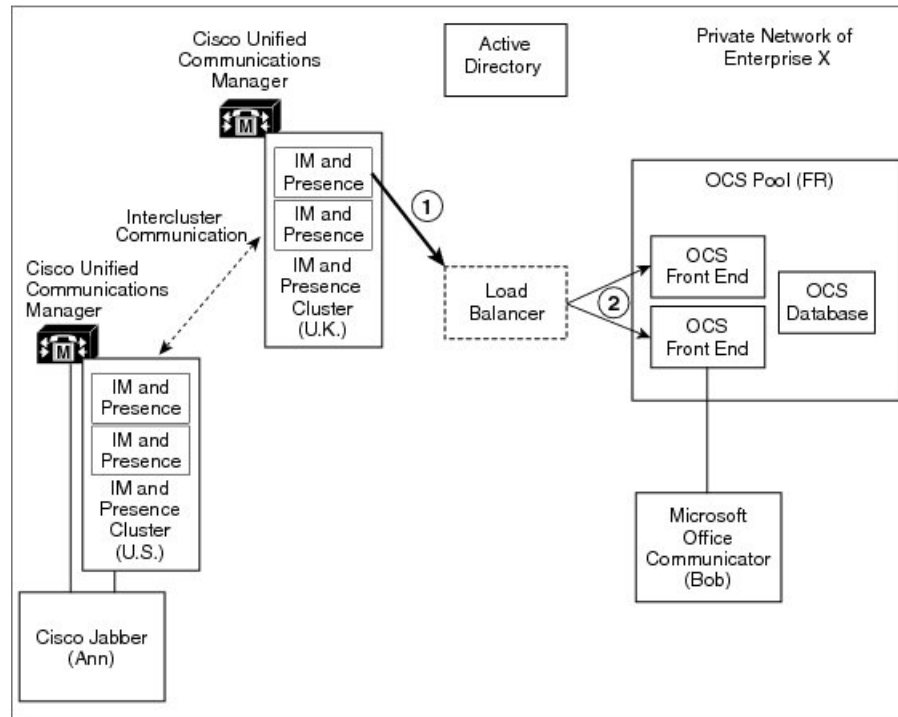 Cisco Unified
Communications
Manager
M
Active
Directory
Private Network of
Enterprise X
IM and
Presence
IM and
Presence
IM and
Presence
Cluster
(U.K.)
1
Intercluster
Communication
OCS Pool (FR)
OCS
Front End
OCS
Front End
OCS
Database
Load
Balancer
2
Cisco Unified
Communications
Manager
M
IM and
Presence
IM and
Presence
IM and
Presence
Cluster
(U.S.)
Microsoft
Office
Communicator
(Bob)
Cisco Jabber
(Ann)